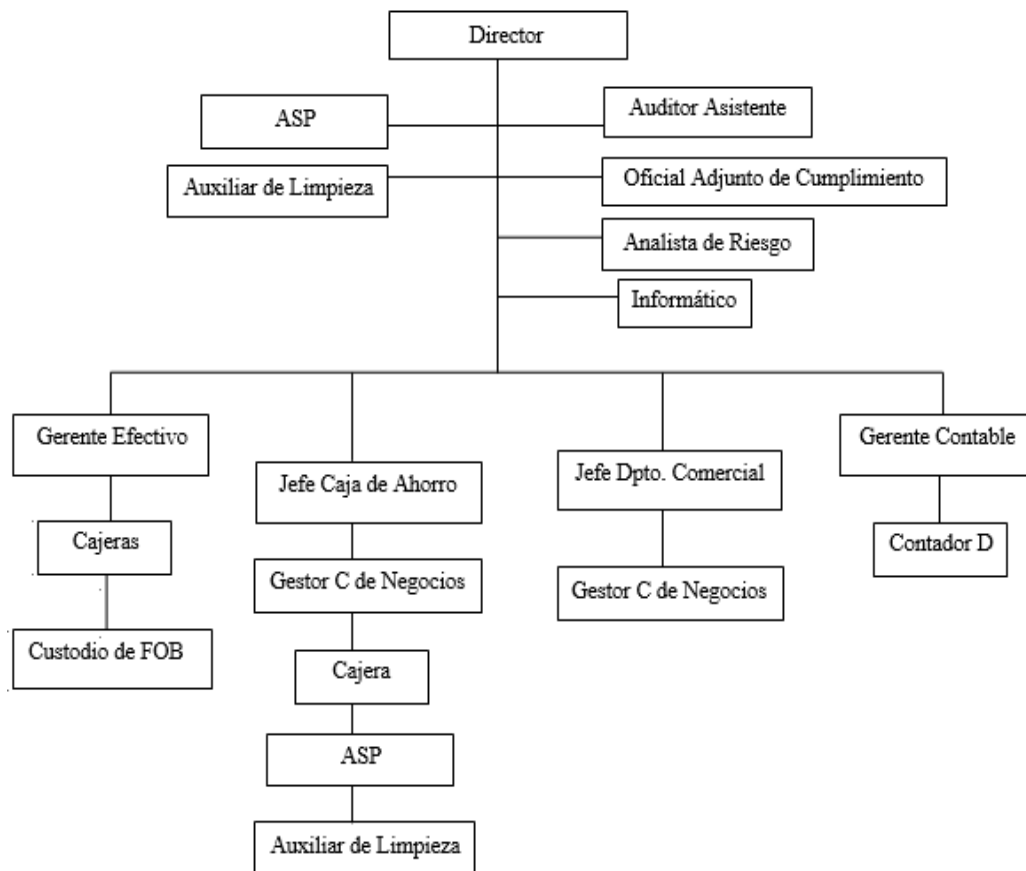 Director
ASP
Auditor Asistente
Auxiliar de Limpieza
Oficial Adjunto de Cumplimiento
Analista de Riesgo
Informático
Gerente Efectivo
Cajeras
Custodio de FOB
Jefe Caja de Ahorro
Gestor C de Negocios
Cajera
ASP
Auxiliar de Limpieza
Jefe Dpto. Comercial
Gestor C de Negocios
Gerente Contable
Contador D